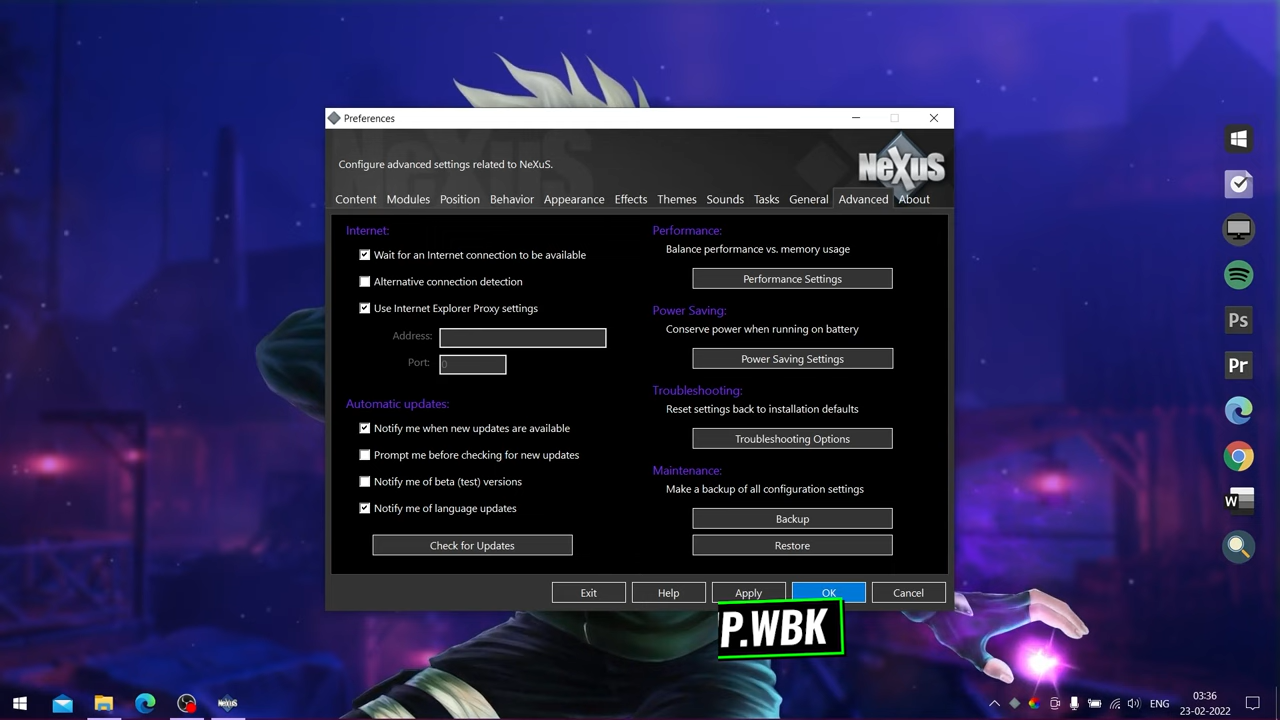 Preferences
Configure advanced settings related to NeXuS.
NeXuS
Content Modules Position Behavior Appearance Effects Themes Sounds Tasks General Advanced About
Internet:
Wait for an Internet connection to be available
Alternative connection detection
Use Internet Explorer Proxy settings
Address:
Port: 0
Automatic updates:
Notify me when new updates are available
Prompt me before checking for new updates
Notify me of beta (test) versions
Notify me of language updates
Check for Updates
Performance:
Balance performance vs. memory usage
Performance Settings
Power Saving:
Conserve power when running on battery
Power Saving Settings
Troubleshooting:
Reset settings back to installation defaults
Troubleshooting Options
Maintenance:
Make a backup of all configuration settings
Backup
Restore
Exit Help Apply OK Cancel
P.WBK
Ps
Pr
W
NeXuS
ENG
03:36
23-02-2022